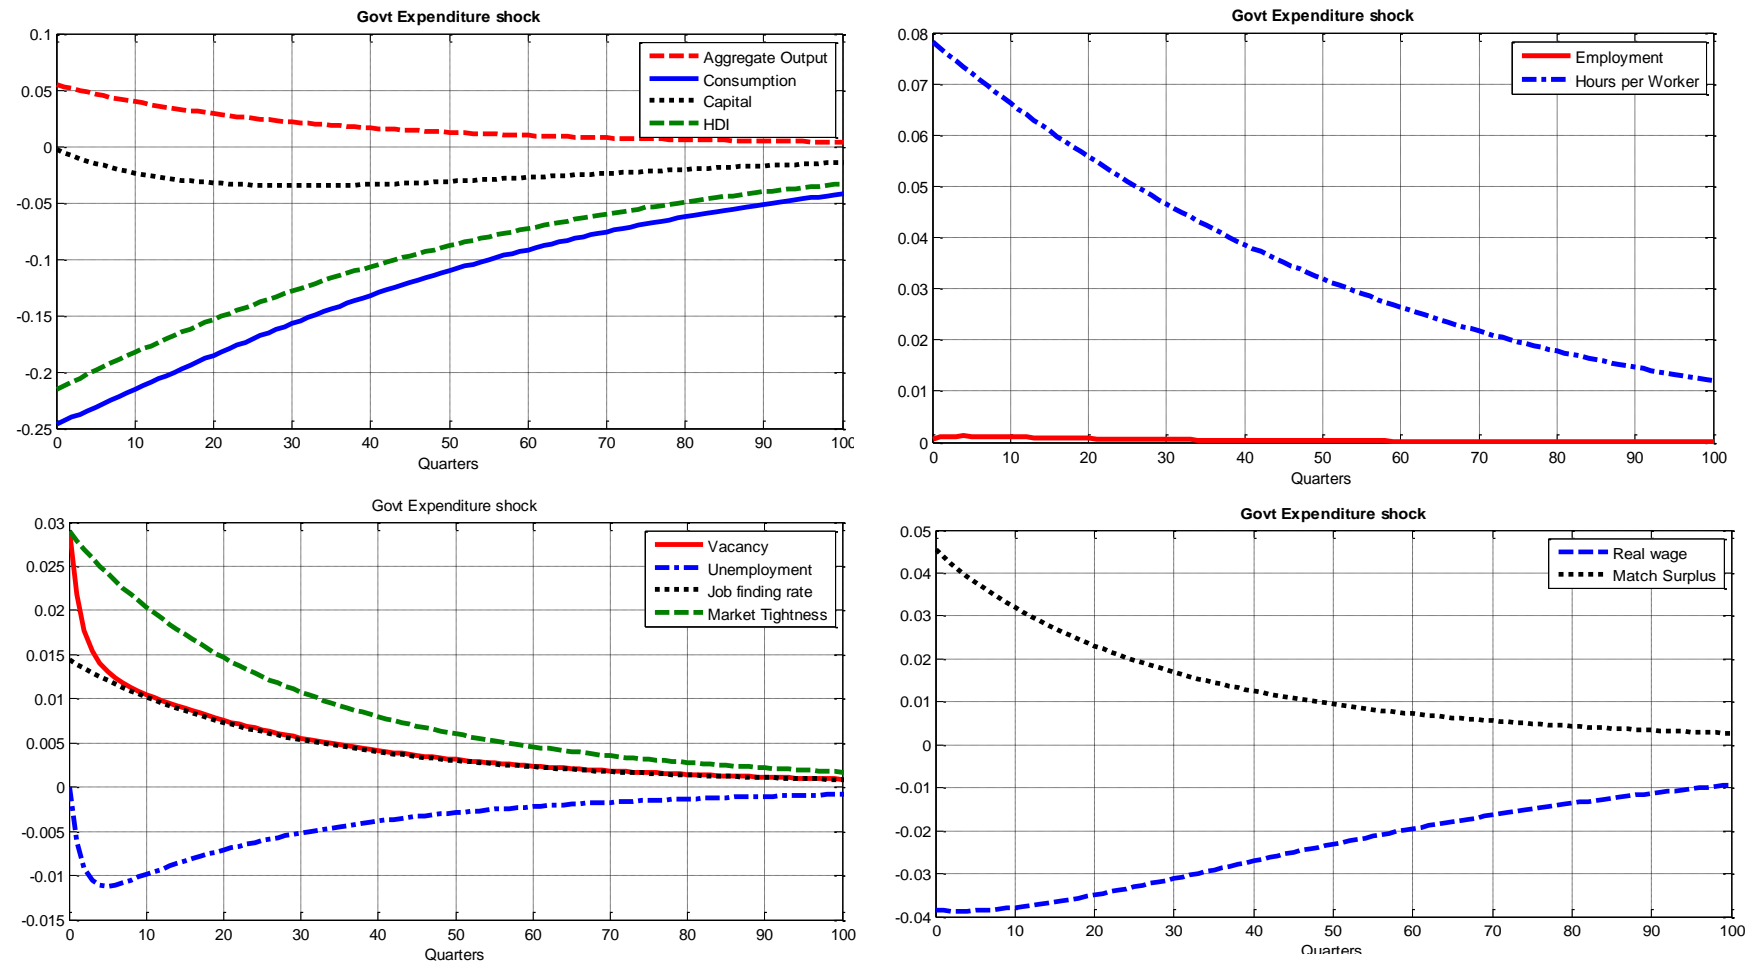 Govt Expenditure shock
0.1
0.05
0
-0.05
-0.1
-0.15
-0.2
-0.25
Aggregate Output
Consumption
Capital
HDI
0 10 20 30 40 50 60 70 80 90 100
Quarters
Govt Expenditure shock
0.08
0.07
0.06
0.05
0.04
0.03
0.02
0.01
0
Employment
Hours per Worker
0 10 20 30 40 50 60 70 80 90 100
Quarters
Govt Expenditure shock
0.03
0.025
0.02
0.015
0.01
0.005
0
-0.005
-0.01
-0.015
Vacancy
Unemployment
Job finding rate
Market Tightness
0 10 20 30 40 50 60 70 80 90 100
Quarters
Govt Expenditure shock
0.05
0.04
0.03
0.02
0.01
0
-0.01
-0.02
-0.03
-0.04
Real wage
Match Surplus
0 10 20 30 40 50 60 70 80 90 100
Quarters